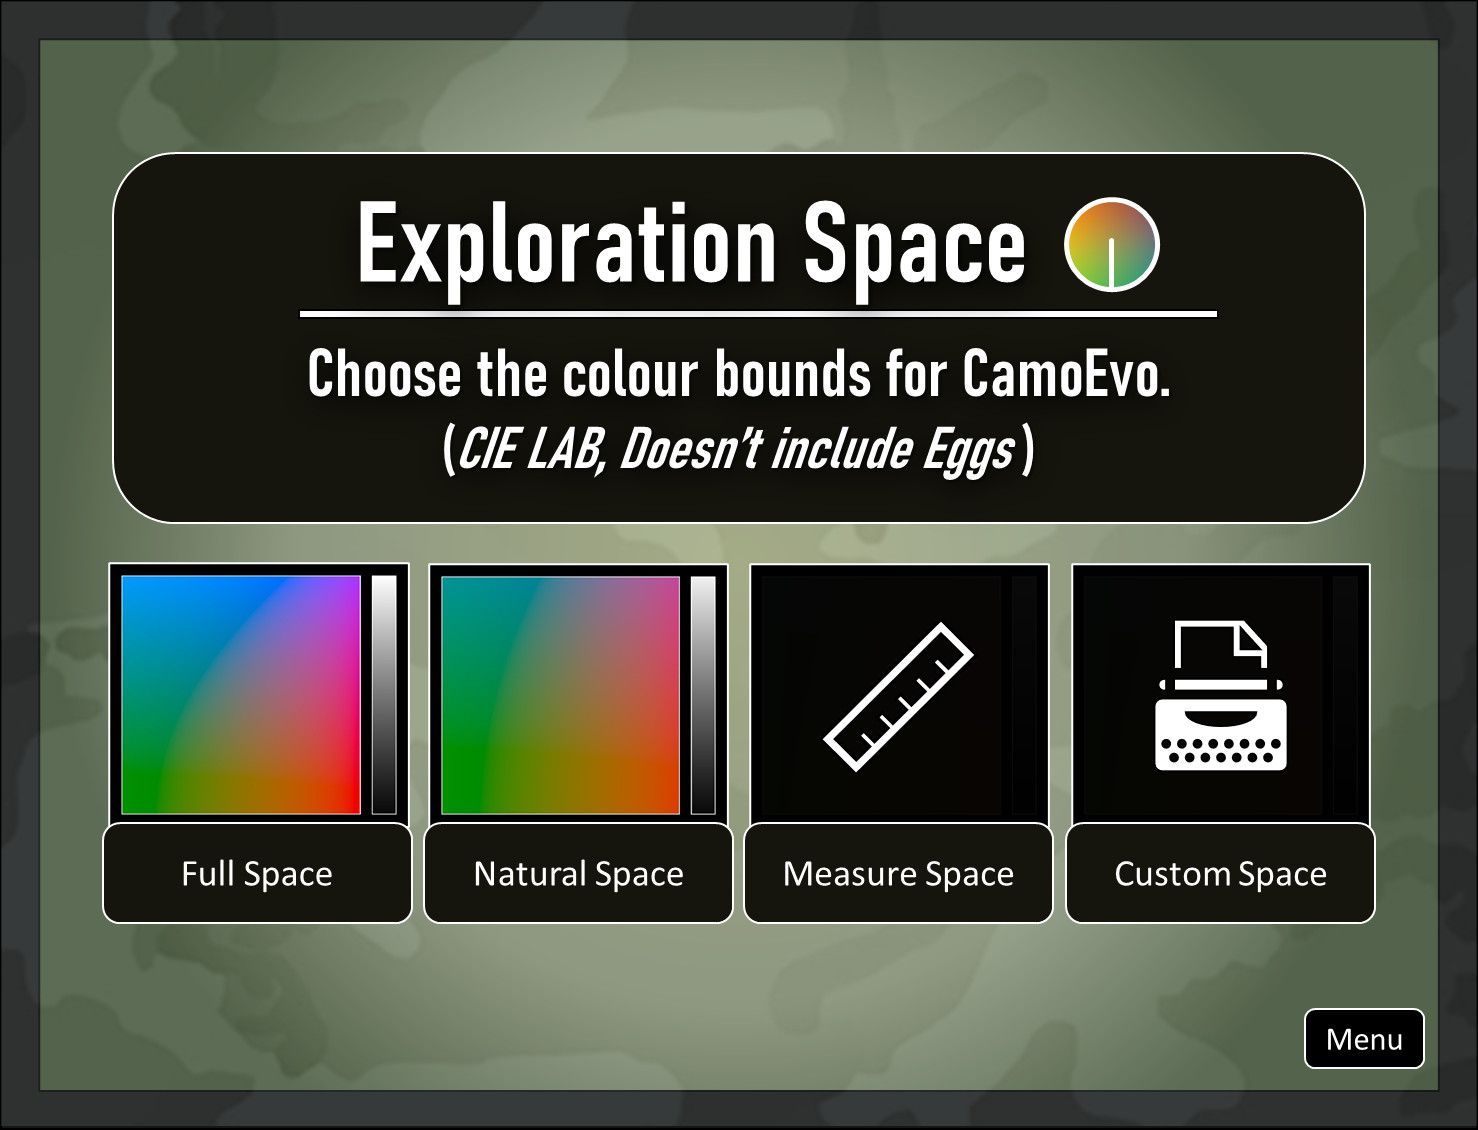 Exploration Space
Choose the colour bounds for CamoEvo.
(CIE LAB, Doesn't include Eggs )
Full Space
Natural Space
Measure Space
Custom Space
Menu